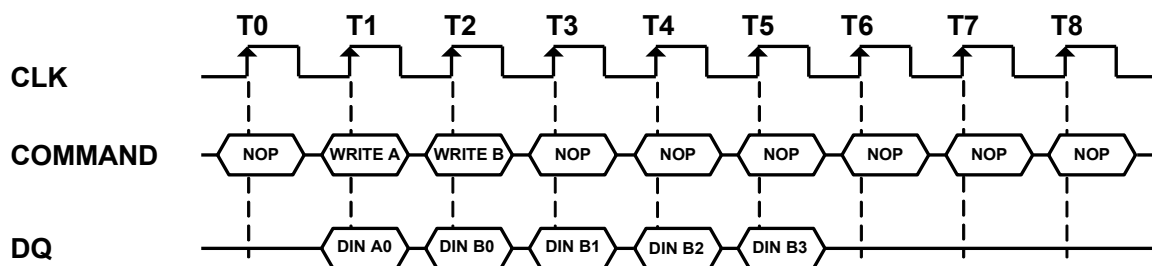 T0 T1 T2 T3 T4 T5 T6 T7 T8
CLK
COMMAND NOP WRITE A WRITE B NOP NOP NOP NOP NOP NOP
DQ DIN A0 DIN B0 DIN B1 DIN B2 DIN B3